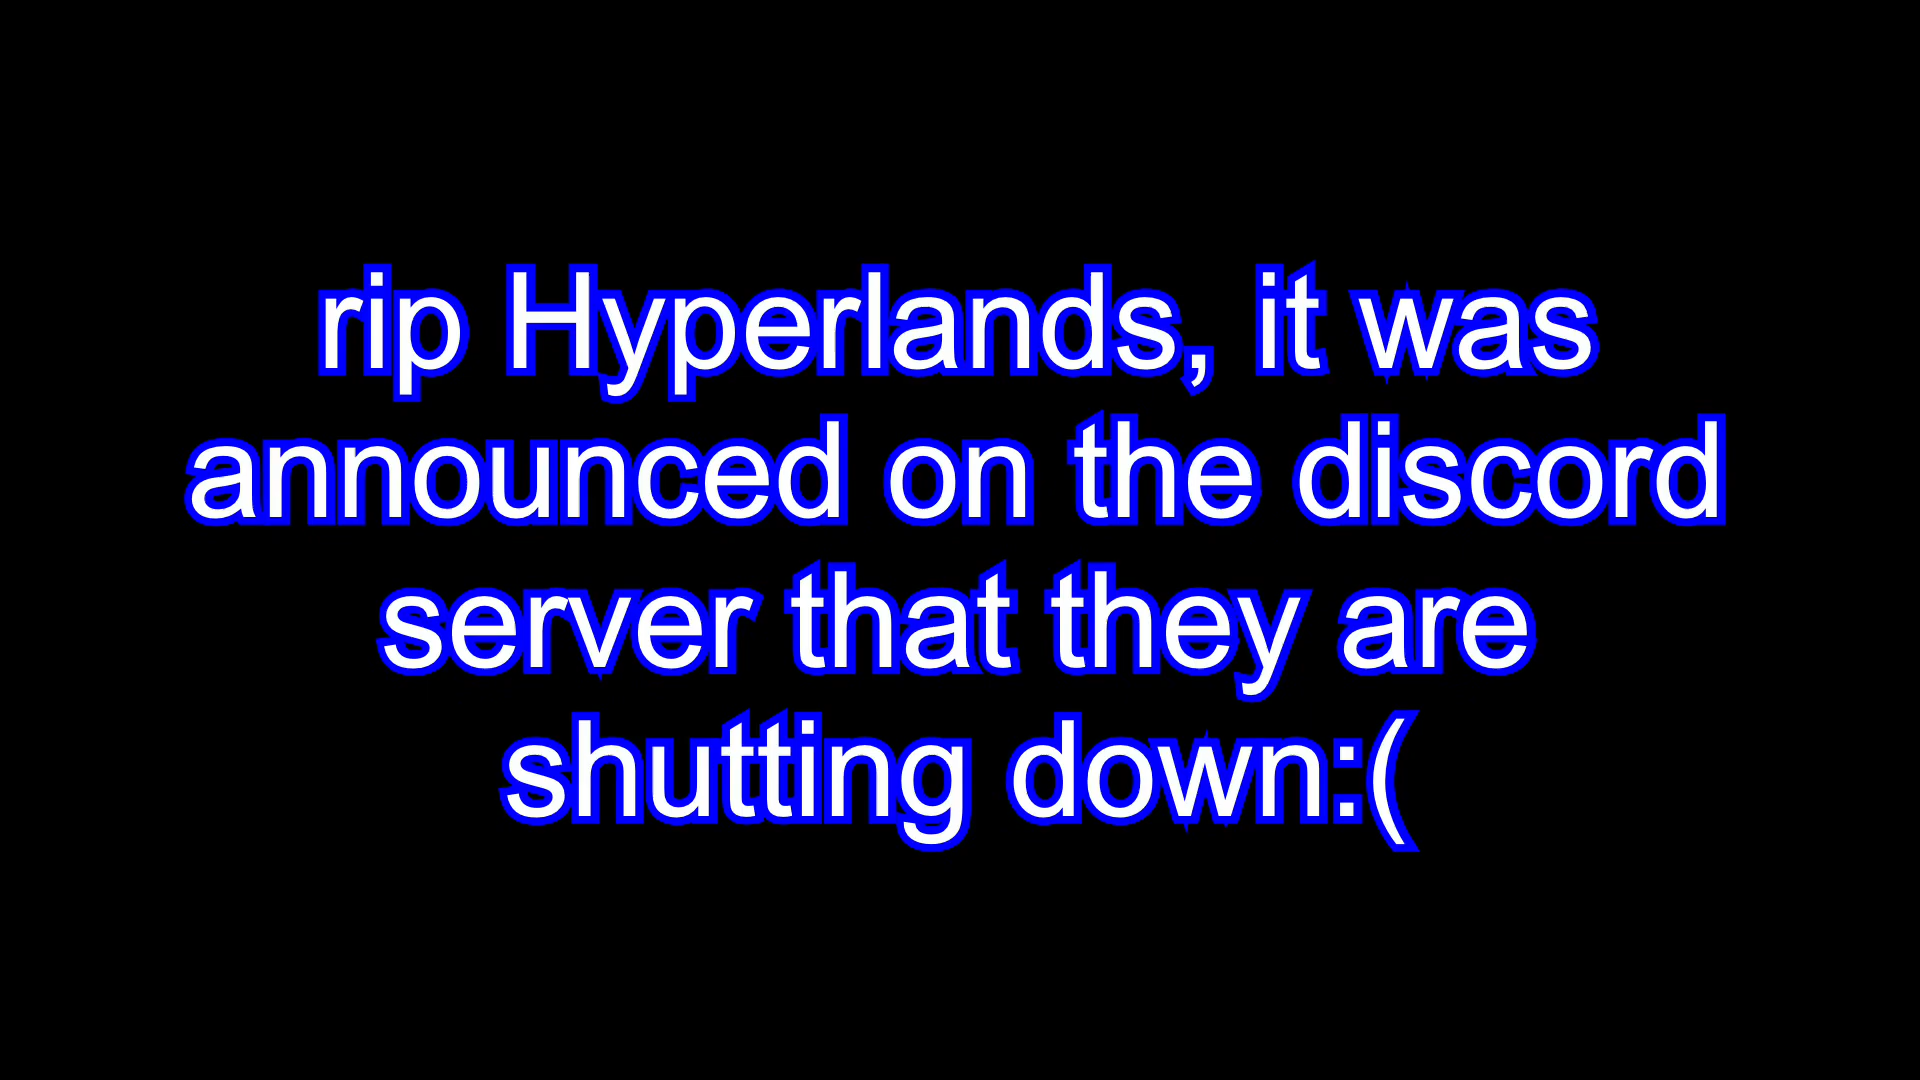 rip Hyperlands, it was
announced on the discord
server that they are
shutting down:(